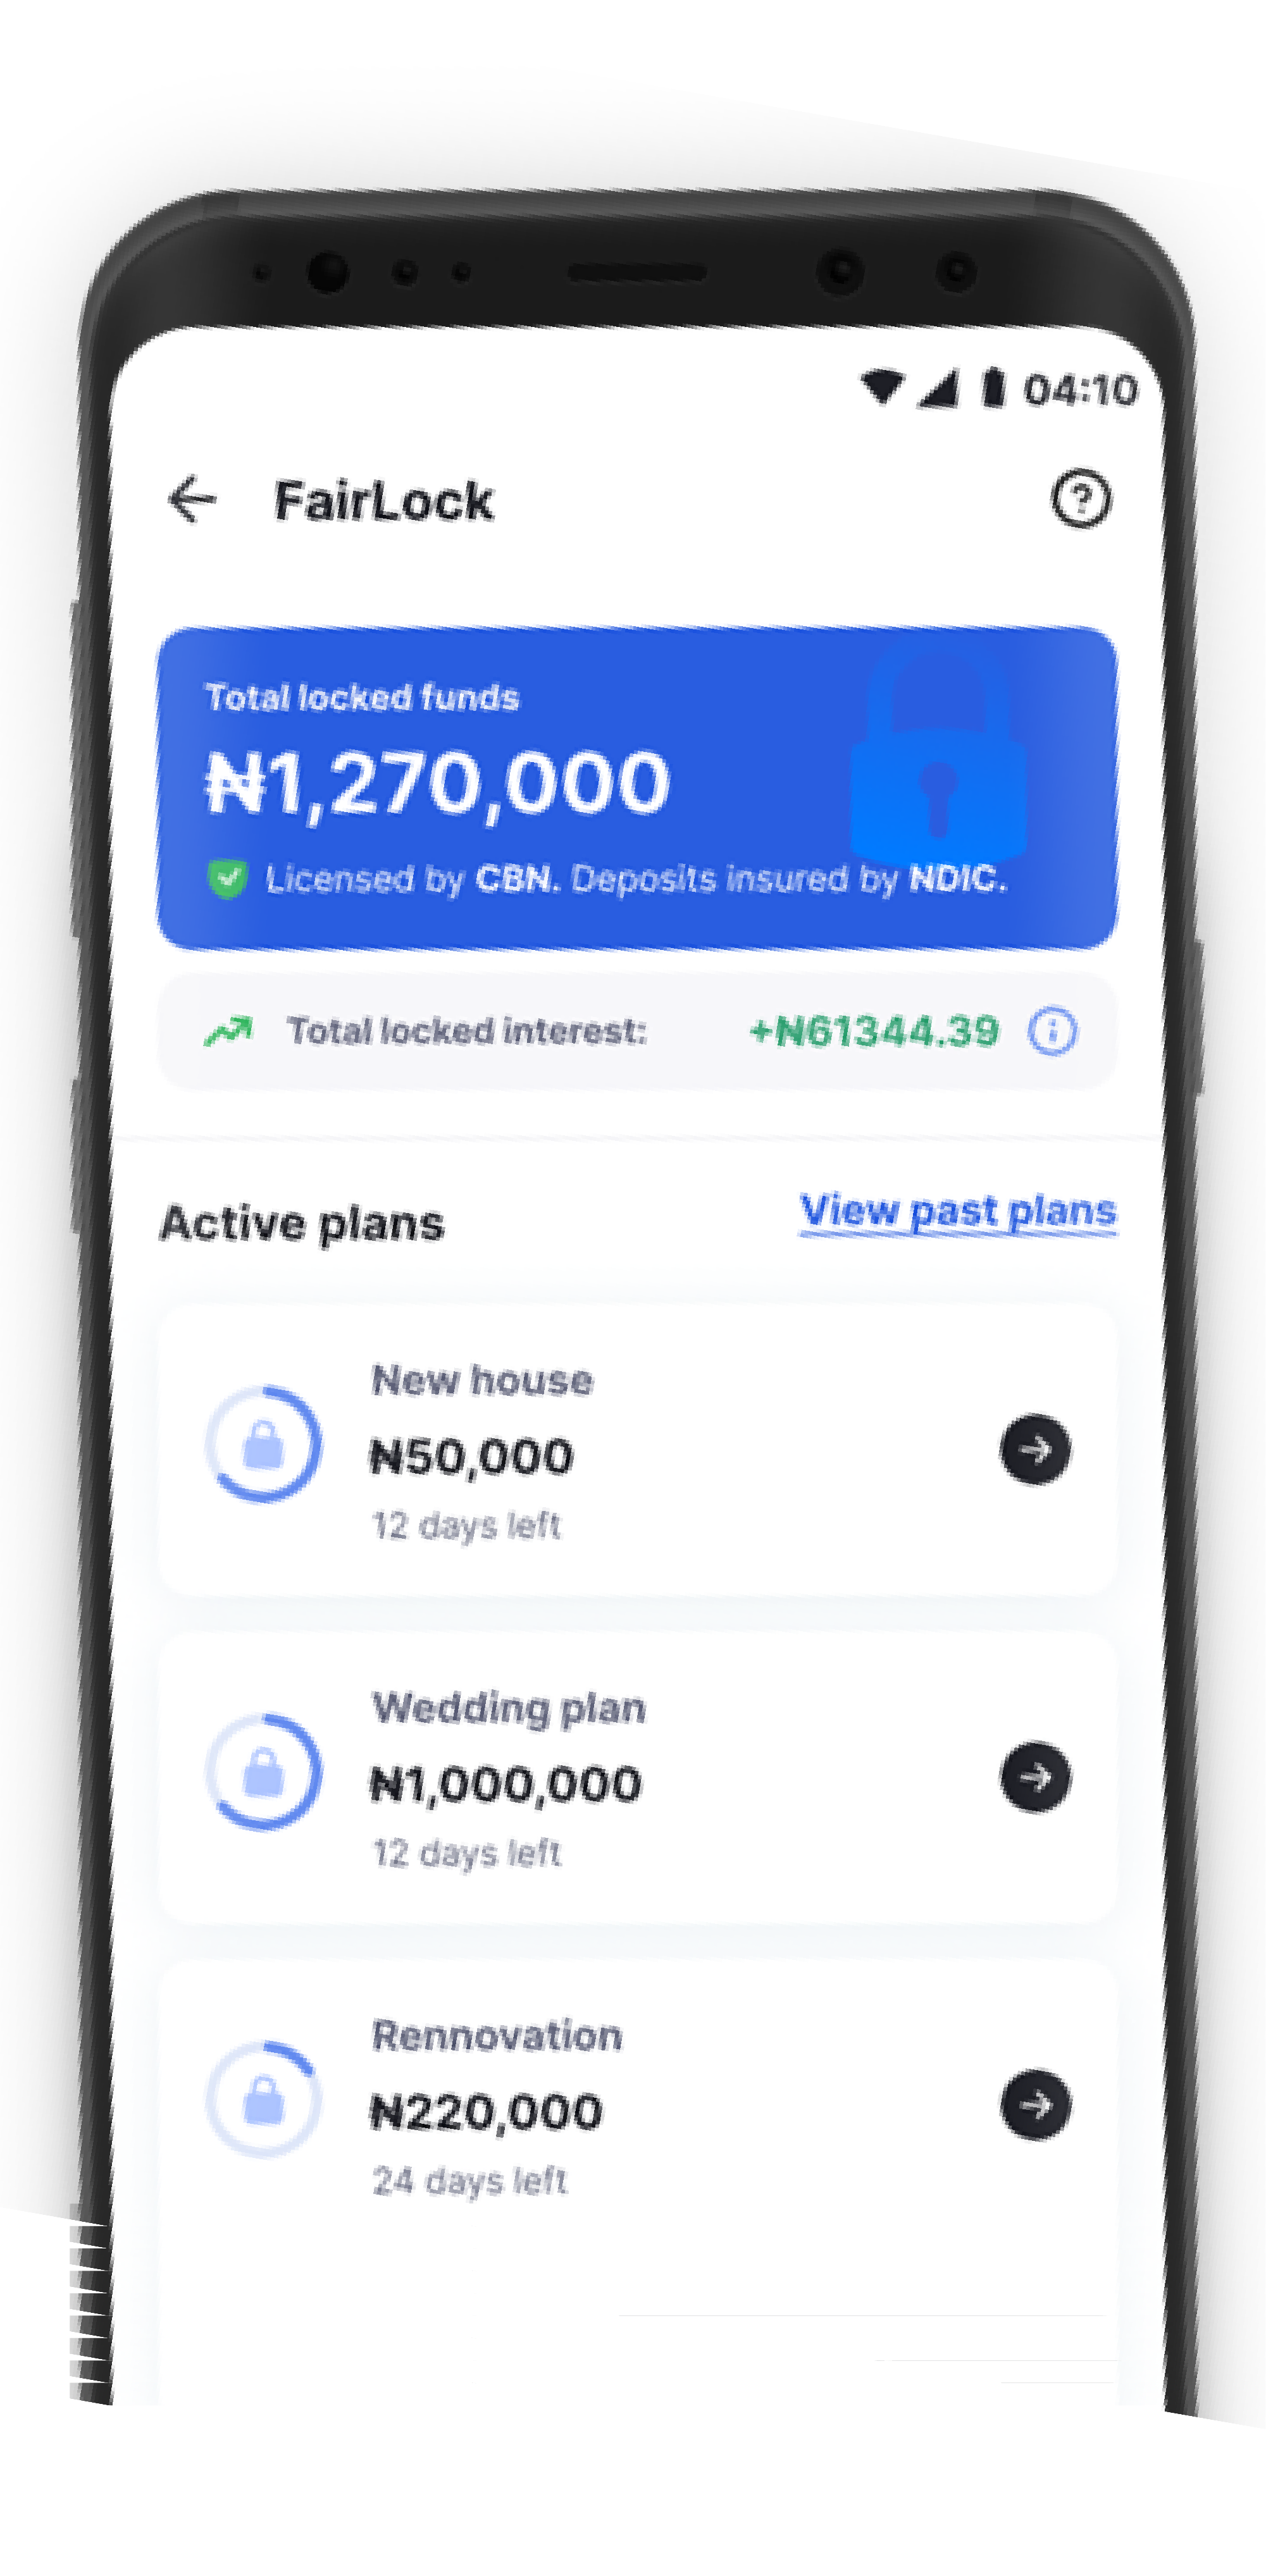 04:10
FairLock
Total locked funds
₦1,270,000
Licensed by CBN. Deposits insured by NDIC.
Total locked interest: +₦61344.39
Active plans
View past plans
New house
₦50,000
12 days left
Wedding plan
₦1,000,000
12 days left
Rennovation
₦220,000
24 days left